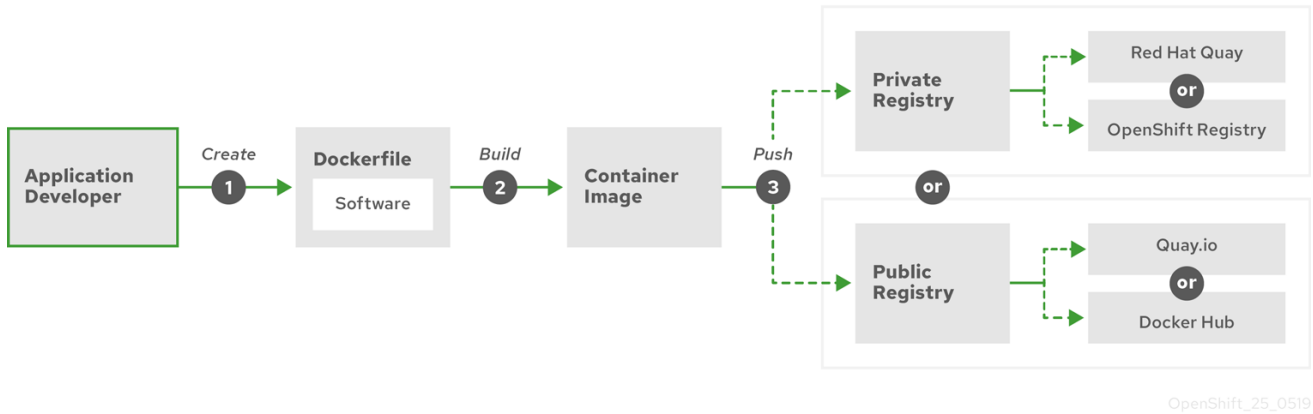 Application
Developer
Create
1
Dockerfile
Software
Build
2
Container
Image
Push
3
Private
Registry
Red Hat Quay
or
OpenShift Registry
or
Public
Registry
Quay.io
or
Docker Hub
OpenShift_25_0519